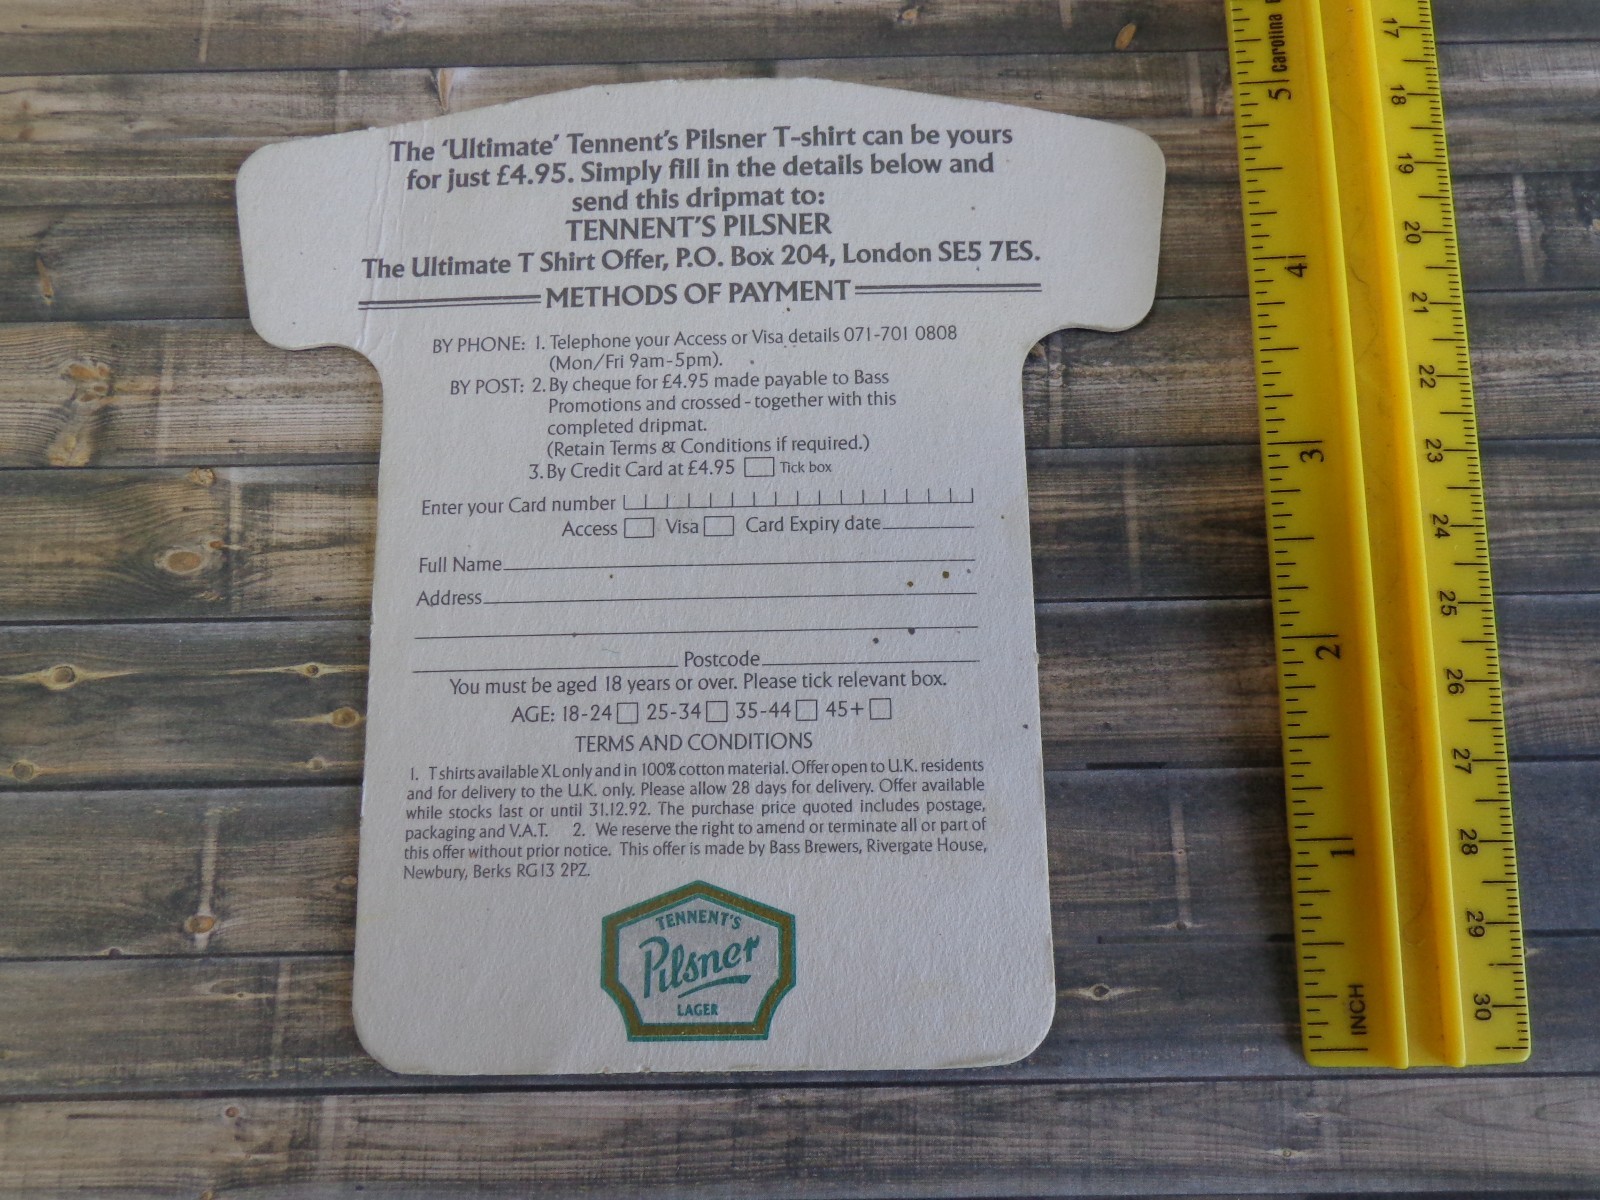 The 'Ultimate' Tennent's Pilsner T-shirt can be yours
for just £4.95. Simply fill in the details below and
send this dripmat to:
TENNENT'S PILSNER
The Ultimate T Shirt Offer, P.O. Box 204, London SE5 7ES.
METHODS OF PAYMENT
BY PHONE: 1. Telephone your Access or Visa details 071-701 0808
(Mon/Fri 9am-5pm).
BY POST: 2. By cheque for £4.95 made payable to Bass
Promotions and crossed - together with this
completed dripmat.
(Retain Terms & Conditions if required.)
3. By Credit Card at £4.95 Tick box
Enter your Card number
Access Visa Card Expiry date
Full Name
Address
Postcode
You must be aged 18 years or over. Please tick relevant box.
AGE: 18-24 25-34 35-44 45+
TERMS AND CONDITIONS
1. T shirts available XL only and in 100% cotton material. Offer open to U.K. residents
and for delivery to the U.K. only. Please allow 28 days for delivery. Offer available
while stocks last or until 31.12.92. The purchase price quoted includes postage,
packaging and V.A.T. 2. We reserve the right to amend or terminate all or part of
this offer without prior notice. This offer is made by Bass Brewers, Rivergate House,
Newbury, Berks RG13 2PZ.
TENNENT'S
Pilsner
LAGER
Carolina
5
4
3
2
1
INCH
17
18
19
20
21
22
23
24
25
26
27
28
29
30